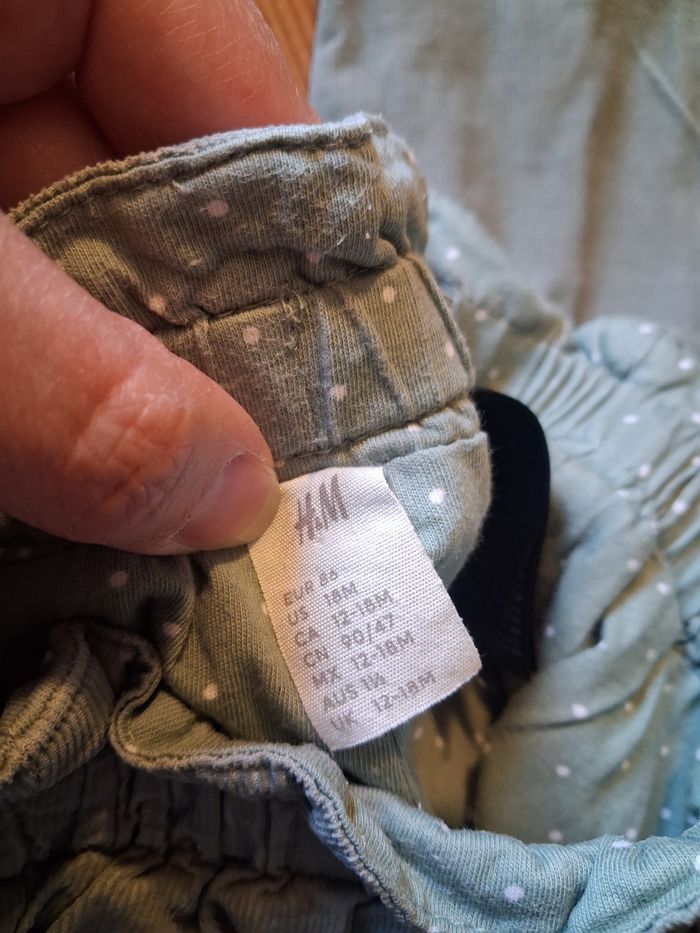 H&M
EUR 86
US 18M
CA 12-18M
CN 90/47
MX 12-18M
AUS 1½
UK 12-18M